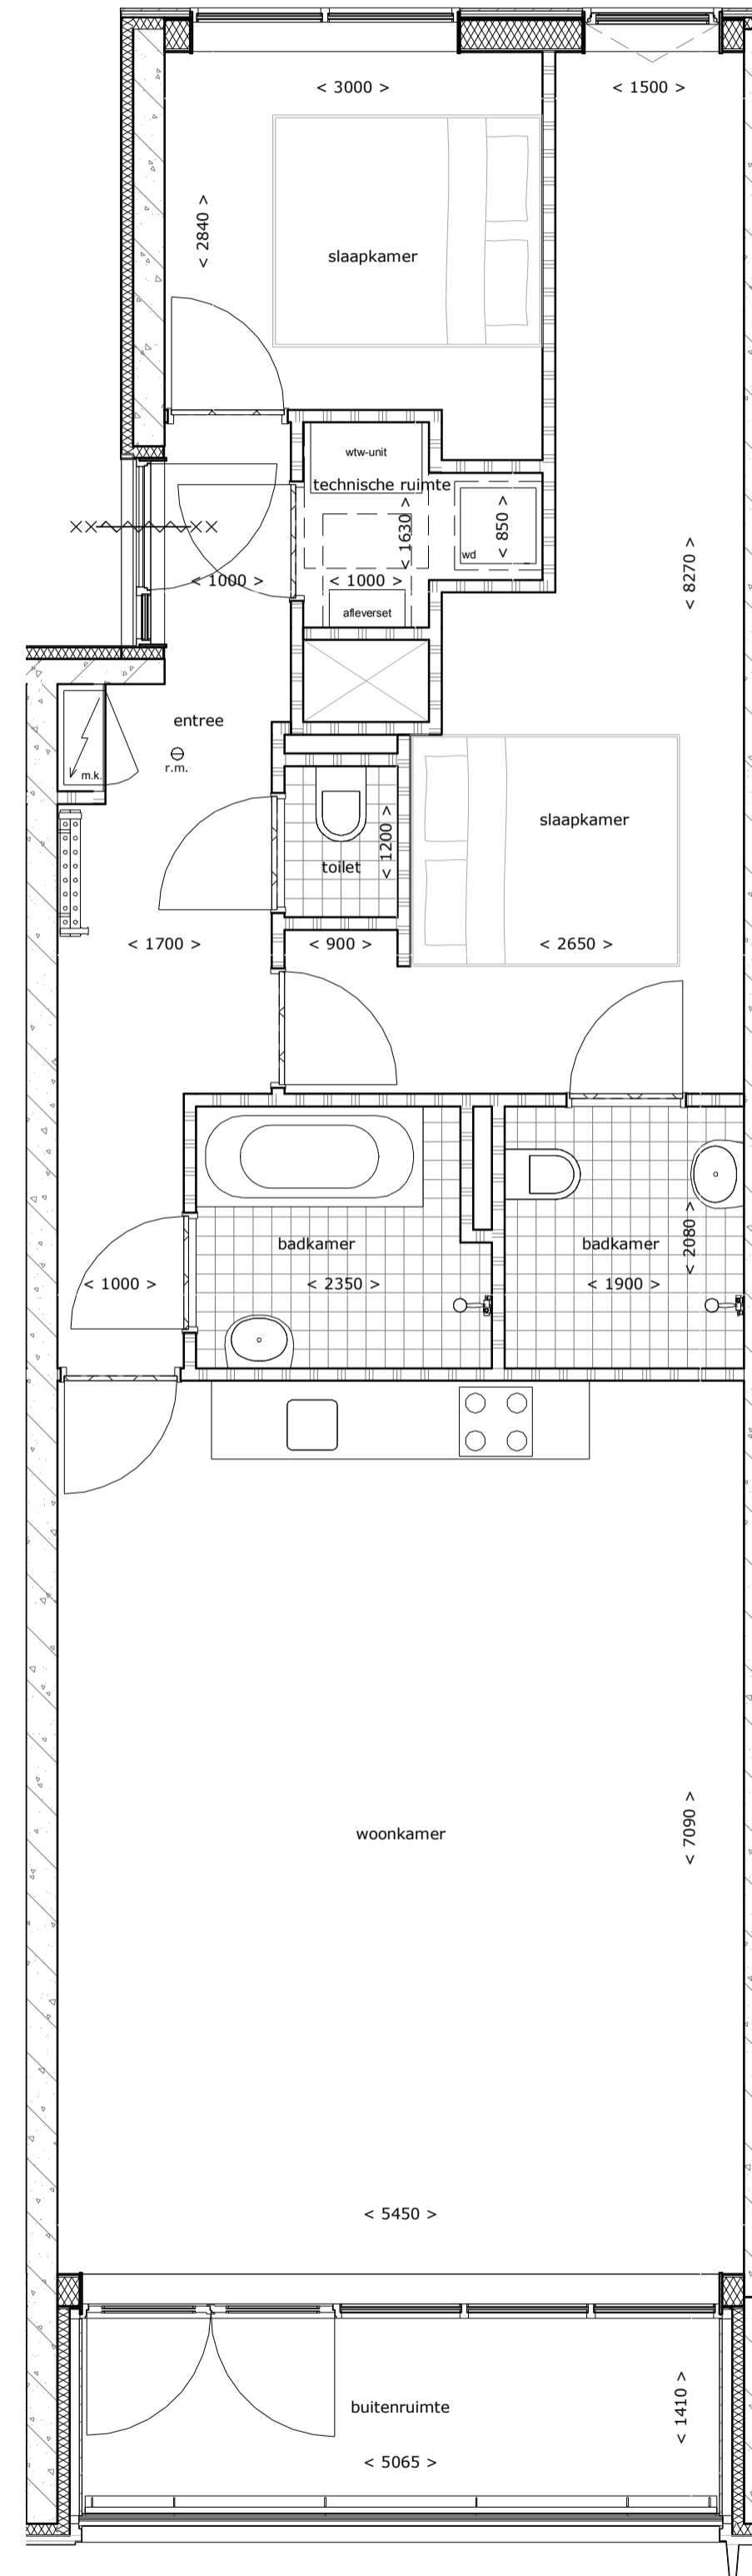 < 3000 >
< 1500 >
< 2840 >
slaapkamer
wtw-unit
technische ruimte
< 1630 >
< 850 >
wd
< 8270 >
< 1000 >
< 1000 >
afleverset
entree
r.m.
m.k.
slaapkamer
< 1200 >
toilet
< 1700 >
< 900 >
< 2650 >
badkamer
badkamer
< 2080 >
< 1000 >
< 2350 >
< 1900 >
woonkamer
< 7090 >
< 5450 >
buitenruimte
< 1410 >
< 5065 >